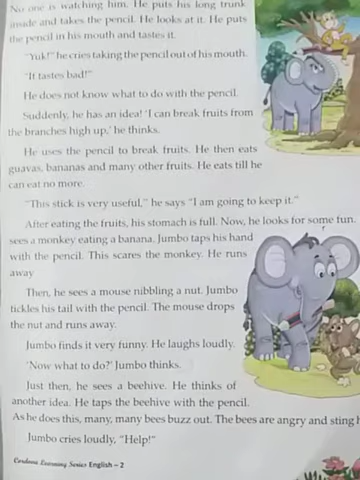 No one is watching him. He puts his long trunk
inside and takes the pencil. He looks at it. He puts
the pencil in his mouth and tastes it.
"Yuk!" he cries taking the pencil out of his mouth.
"It tastes bad!"
He does not know what to do with the pencil.
Suddenly, he has an idea! 'I can break fruits from
the branches high up,' he thinks.
He uses the pencil to break fruits. He then eats
guavas, bananas and many other fruits. He eats till he
can eat no more.
"This stick is very useful," he says "I am going to keep it."
After eating the fruits, his stomach is full. Now, he looks for some fun.
sees a monkey eating a banana. Jumbo taps his hand
with the pencil. This scares the monkey. He runs
away
Then, he sees a mouse nibbling a nut. Jumbo
tickles his tail with the pencil. The mouse drops
the nut and runs away.
Jumbo finds it very funny. He laughs loudly.
'Now what to do?' Jumbo thinks.
Just then, he sees a beehive. He thinks of
another idea. He taps the beehive with the pencil.
As he does this, many, many bees buzz out. The bees are angry and sting
Jumbo cries loudly, "Help!"
Cordova Learning Series English – 2